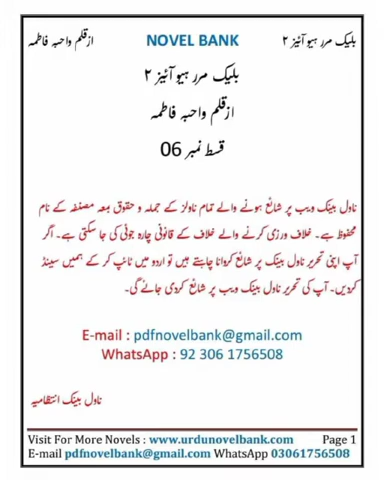 بلیک مرر ہیو آئیز ۲ NOVEL BANK ازقلم واحبہ فاطمہ
بلیک مرر ہیو آئیز ۲
ازقلم واحبہ فاطمہ
قسط نمبر 06
ناول بینک ویب پر شائع ہونے والے تمام ناولز کے جملہ و حقوق بمعہ مصنفہ کے نام
محفوظ ہے۔ خلاف ورزی کرنے والے خلاف کے قانونی چارہ جوئی کی جا سکتی ہے۔ اگر
آپ اپنی تحریر ناول بینک پر شائع کروانا چاہتے ہیں تو اردو میں ٹائپ کر کے ہمیں سینڈ
کردیں۔ آپ کی تحریر ناول بینک ویب پر شائع کردی جائے گی۔
E-mail : pdfnovelbank@gmail.com
WhatsApp : 92 306 1756508
ناول بینک انتظامیہ
Visit For More Novels : www.urdunovelbank.com Page 1
E-mail pdfnovelbank@gmail.com WhatsApp 03061756508